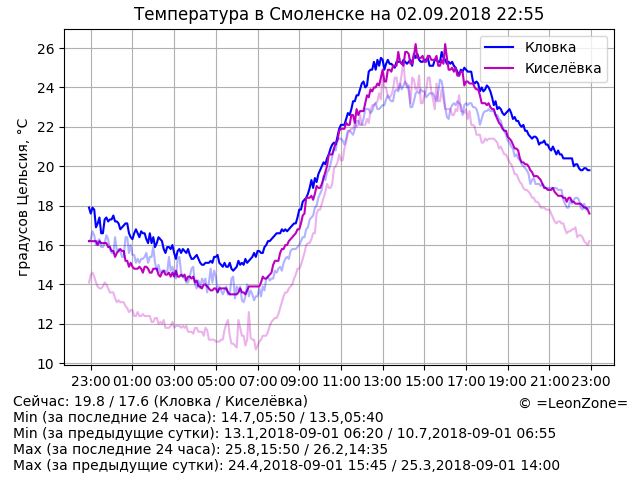 Температура в Смоленске на 02.09.2018 22:55
Кловка
Киселёвка
градусов Цельсия, °C
26
24
22
20
18
16
14
12
10
23:00 01:00 03:00 05:00 07:00 09:00 11:00 13:00 15:00 17:00 19:00 21:00 23:00
Сейчас: 19.8 / 17.6 (Кловка / Киселёвка)
© =LeonZone=
Min (за последние 24 часа): 14.7,05:50 / 13.5,05:40
Min (за предыдущие сутки): 13.1,2018-09-01 06:20 / 10.7,2018-09-01 06:55
Max (за последние 24 часа): 25.8,15:50 / 26.2,14:35
Max (за предыдущие сутки): 24.4,2018-09-01 15:45 / 25.3,2018-09-01 14:00